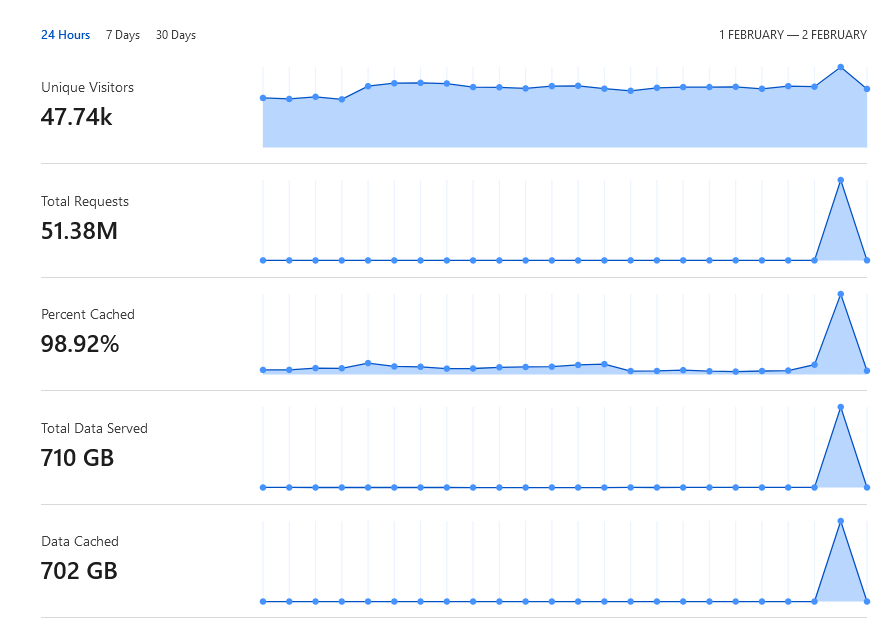 24 Hours 7 Days 30 Days 1 FEBRUARY — 2 FEBRUARY
Unique Visitors
47.74k
Total Requests
51.38M
Percent Cached
98.92%
Total Data Served
710 GB
Data Cached
702 GB